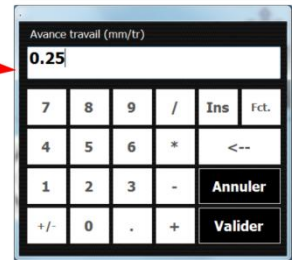 Avance travail (mm/tr)
0.25
7 8 9 / Ins Fct.
4 5 6 * <--
1 2 3 - Annuler
+/- 0 . + Valider